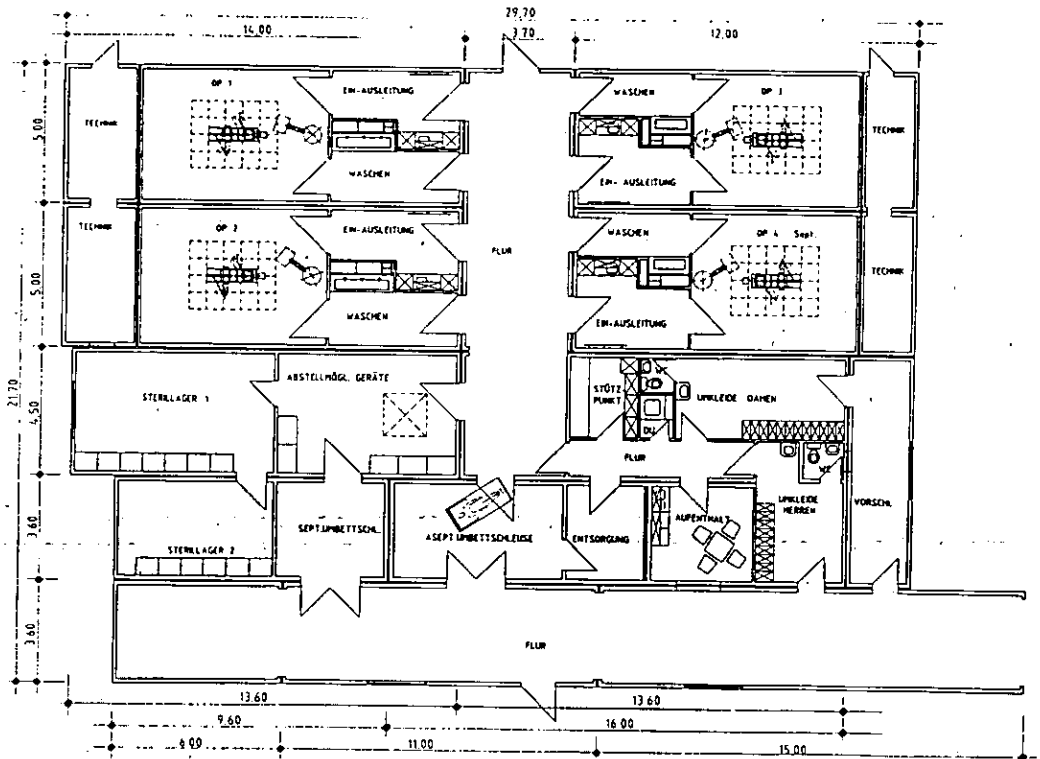 29,70
14,00
3,70
12,00
OP 1
EIN-AUSLEITUNG
WASCHEN
OP 3
TECHNIK
TECHNIK
5,00
WASCHEN
EIN- AUSLEITUNG
TECHNIK
OP 2
EIN-AUSLEITUNG
FLUR
WASCHEN
OP 4 Sept.
TECHNIK
5,00
WASCHEN
EIN-AUSLEITUNG
21,70
4,50
STERILLAGER 1
ABSTELLMÖGL. GERÄTE
STÜTZ
PUNKT
WC
DU
UMKLEIDE DAMEN
FLUR
WC
3,60
STERILLAGER 2
SEPT.UMBETTSCHL.
ASEPT.UMBETTSCHLEUSE
ENTSORGUNG
AUFENTHALT
UMKLEIDE
HERREN
VORSCHL
3,60
FLUR
13.60
13.60
9.60
16.00
6.00
11.00
15.00